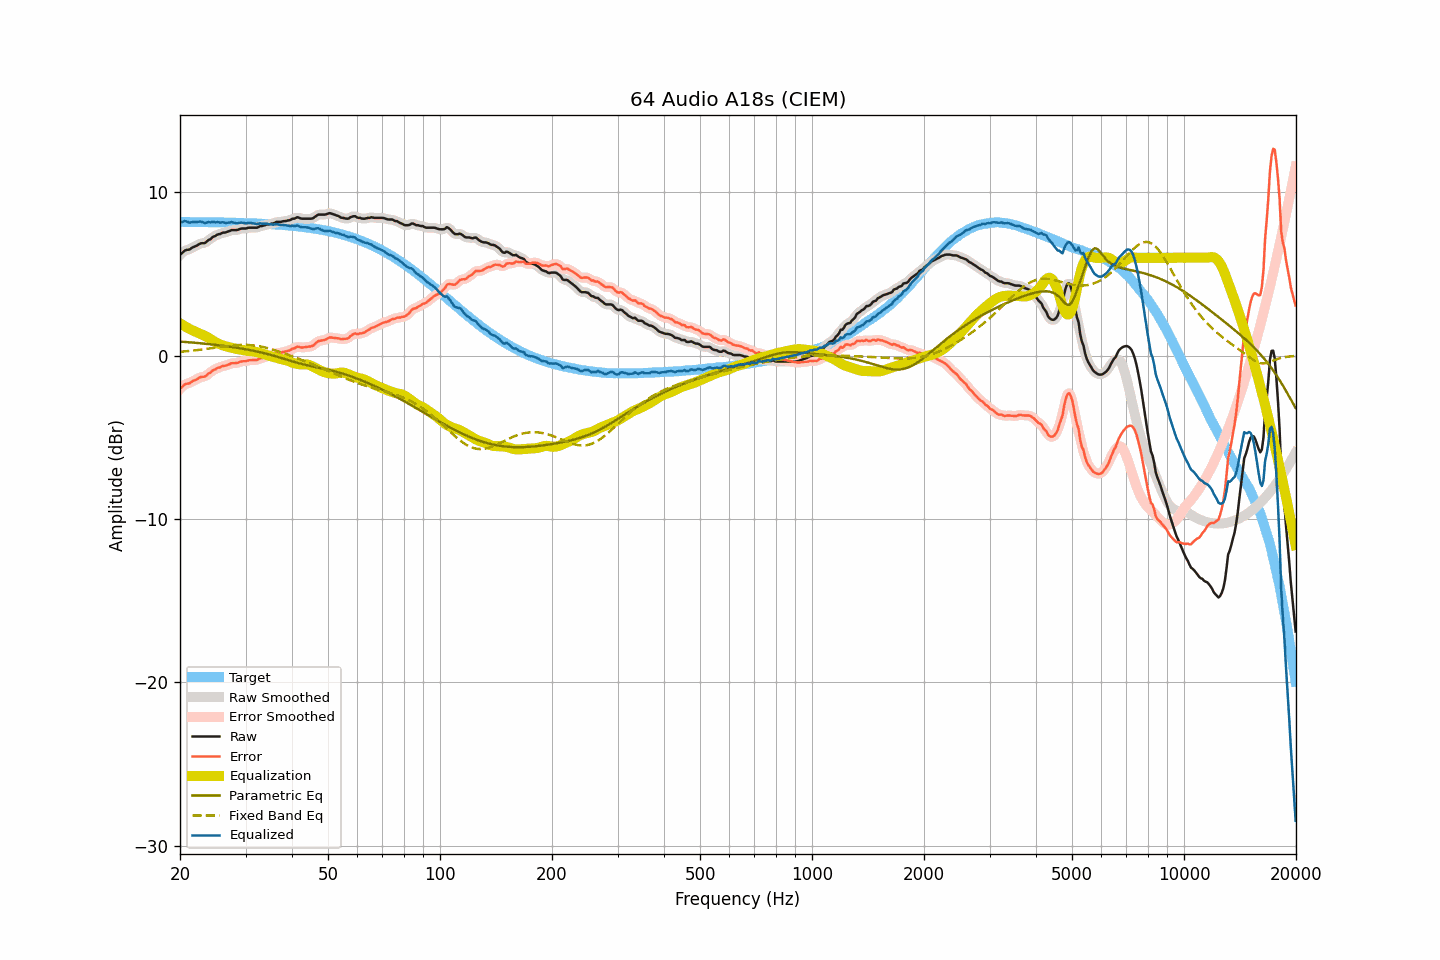 64 Audio A18s (CIEM)
Amplitude (dBr)
10
0
−10
−20
−30
Target
Raw Smoothed
Error Smoothed
Raw
Error
Equalization
Parametric Eq
Fixed Band Eq
Equalized
20 50 100 200 500 1000 2000 5000 10000 20000
Frequency (Hz)